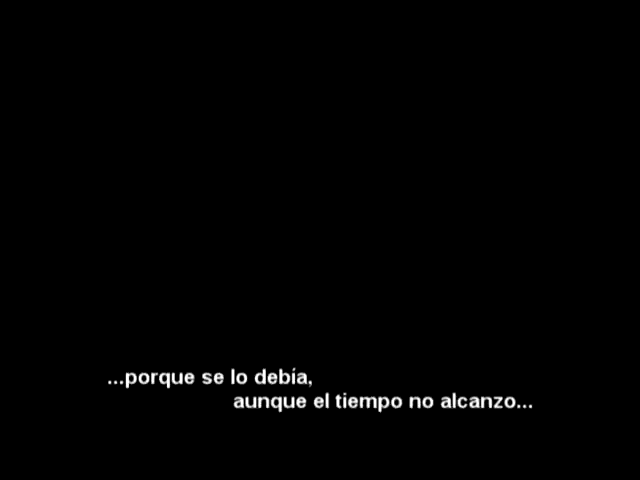 ...porque se lo debía,
aunque el tiempo no alcanzo...